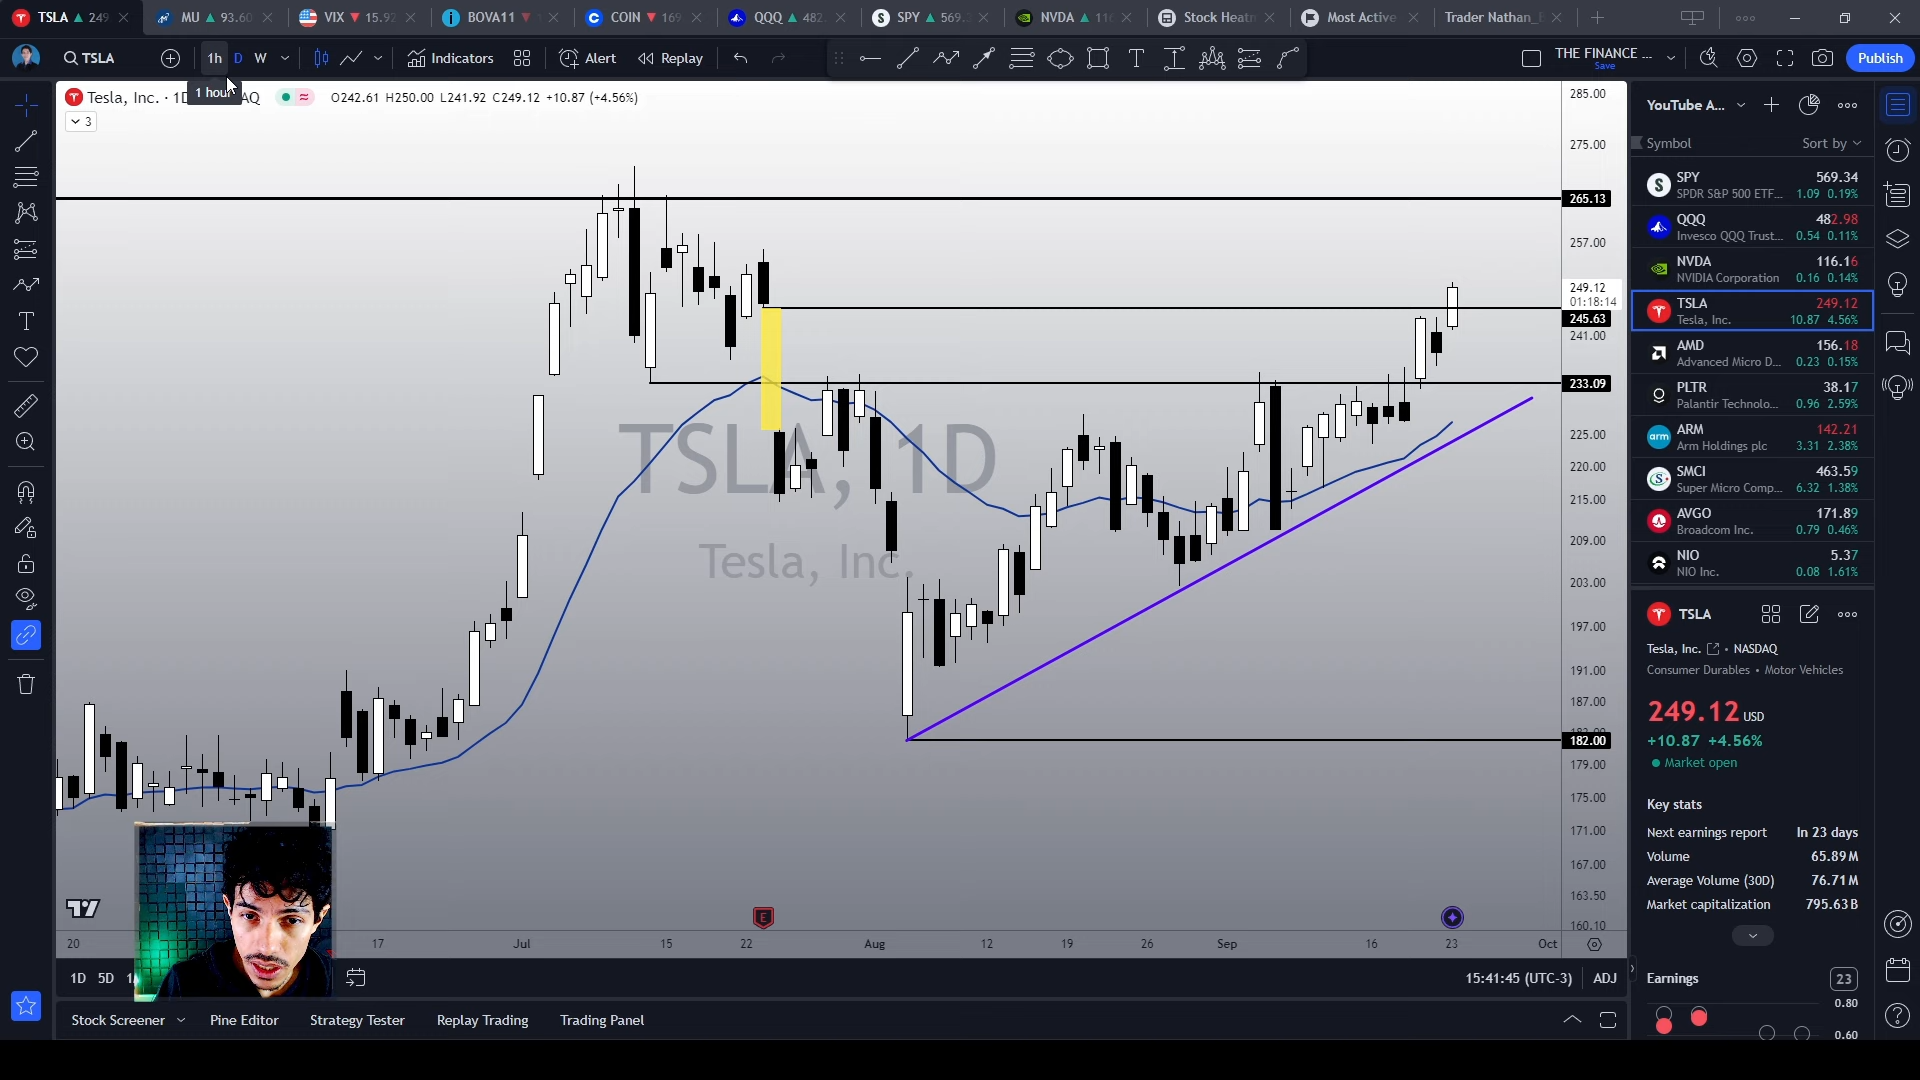 TSLA ▲ 249
MU ▲ 93.60
VIX ▼ 15.92
BOVA11 ▼
COIN ▼ 169
QQQ ▲ 482
SPY ▲ 569.
NVDA ▲ 116
Stock Heatm
Most Active
Trader Nathan_
TSLA
1h D W
Indicators
Alert
Replay
THE FINANCE ...
Save
Publish
Tesla, Inc. · 1D
AQ
1 hour
O242.61 H250.00 L241.92 C249.12 +10.87 (+4.56%)
3
285.00
275.00
265.13
257.00
249.12
01:18:14
245.63
241.00
233.09
225.00
220.00
215.00
209.00
203.00
197.00
191.00
187.00
182.00
179.00
175.00
171.00
167.00
163.50
160.10
TSLA, 1D
Tesla, Inc.
E
20 17 Jul 15 22 Aug 12 19 26 Sep 16 23 Oct
1D 5D
15:41:45 (UTC-3) ADJ
Stock Screener Pine Editor Strategy Tester Replay Trading Trading Panel
YouTube A...
Symbol Sort by
SPY 569.34
SPDR S&P 500 ETF... 1.09 0.19%
QQQ 482.98
Invesco QQQ Trust... 0.54 0.11%
NVDA 116.16
NVIDIA Corporation 0.16 0.14%
TSLA 249.12
Tesla, Inc. 10.87 4.56%
AMD 156.18
Advanced Micro D... 0.23 0.15%
PLTR 38.17
Palantir Technolo... 0.96 2.59%
ARM 142.21
Arm Holdings plc 3.31 2.38%
SMCI 463.59
Super Micro Comp... 6.32 1.38%
AVGO 171.89
Broadcom Inc. 0.79 0.46%
NIO 5.37
NIO Inc. 0.08 1.61%
TSLA
Tesla, Inc. • NASDAQ
Consumer Durables • Motor Vehicles
249.12 USD
+10.87 +4.56%
Market open
Key stats
Next earnings report In 23 days
Volume 65.89M
Average Volume (30D) 76.71M
Market capitalization 795.63B
Earnings 23
0.80
0.60